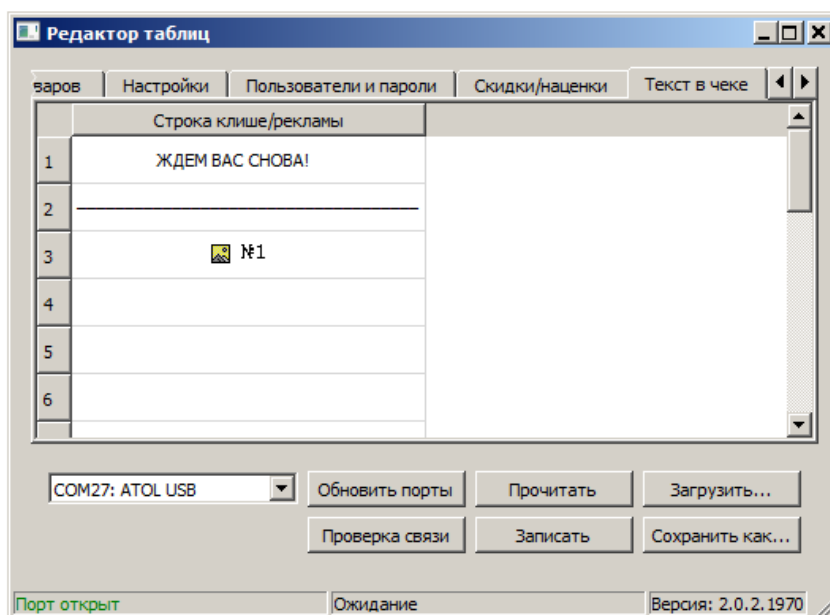 Редактор таблиц
заров Настройки Пользователи и пароли Скидки/наценки Текст в чеке
Строка клише/рекламы
1 ЖДЕМ ВАС СНОВА!
2
3 №1
4
5
6
COM27: ATOL USB Обновить порты Прочитать Загрузить...
Проверка связи Записать Сохранить как...
Порт открыт Ожидание Версия: 2.0.2.1970